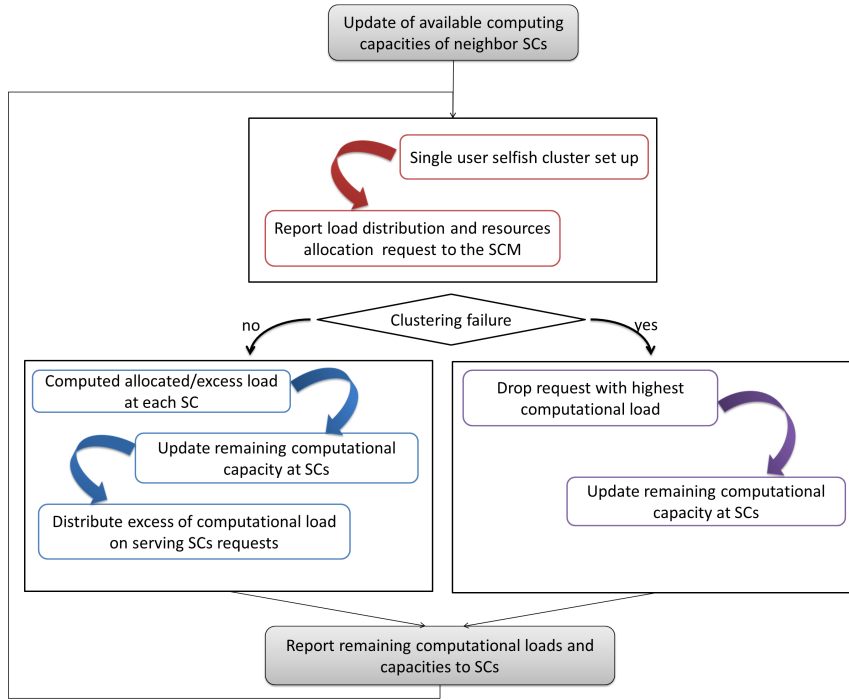 Update of available computing
capacities of neighbor SCs
Single user selfish cluster set up
Report load distribution and resources
allocation request to the SCM
Clustering failure
no
yes
Computed allocated/excess load
at each SC
Update remaining computational
capacity at SCs
Distribute excess of computational load
on serving SCs requests
Drop request with highest
computational load
Update remaining computational
capacity at SCs
Report remaining computational loads and
capacities to SCs